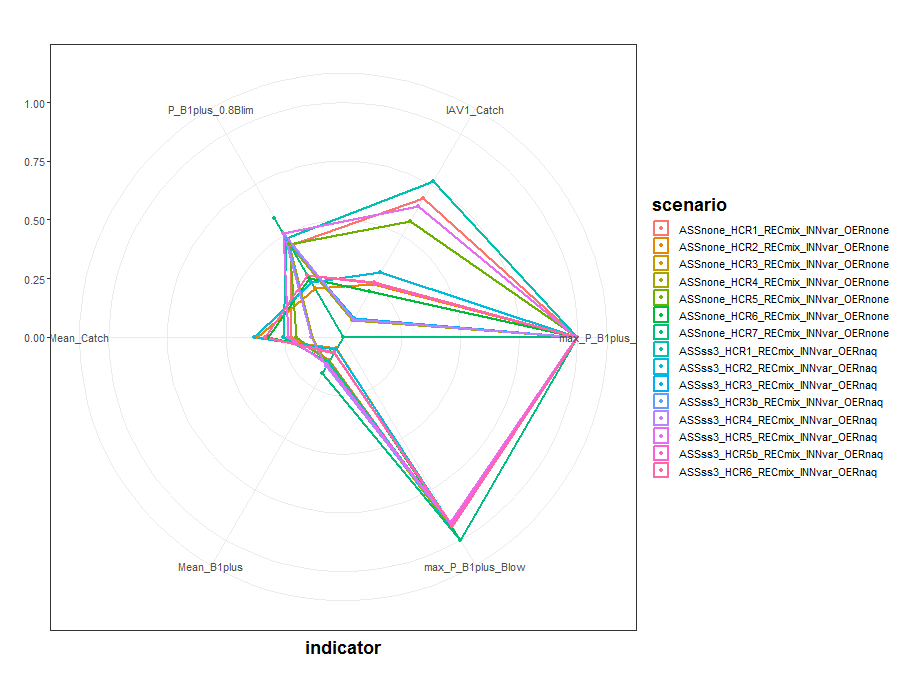 P_B1plus_0.8Blim
IAV1_Catch
1.00
0.75
0.50
0.25
0.00
Mean_Catch
max_P_B1plus_
Mean_B1plus
max_P_B1plus_Blow
indicator
scenario
ASSnone_HCR1_RECmix_INNvar_OERnone
ASSnone_HCR2_RECmix_INNvar_OERnone
ASSnone_HCR3_RECmix_INNvar_OERnone
ASSnone_HCR4_RECmix_INNvar_OERnone
ASSnone_HCR5_RECmix_INNvar_OERnone
ASSnone_HCR6_RECmix_INNvar_OERnone
ASSnone_HCR7_RECmix_INNvar_OERnone
ASSss3_HCR1_RECmix_INNvar_OERnaq
ASSss3_HCR2_RECmix_INNvar_OERnaq
ASSss3_HCR3_RECmix_INNvar_OERnaq
ASSss3_HCR3b_RECmix_INNvar_OERnaq
ASSss3_HCR4_RECmix_INNvar_OERnaq
ASSss3_HCR5_RECmix_INNvar_OERnaq
ASSss3_HCR5b_RECmix_INNvar_OERnaq
ASSss3_HCR6_RECmix_INNvar_OERnaq